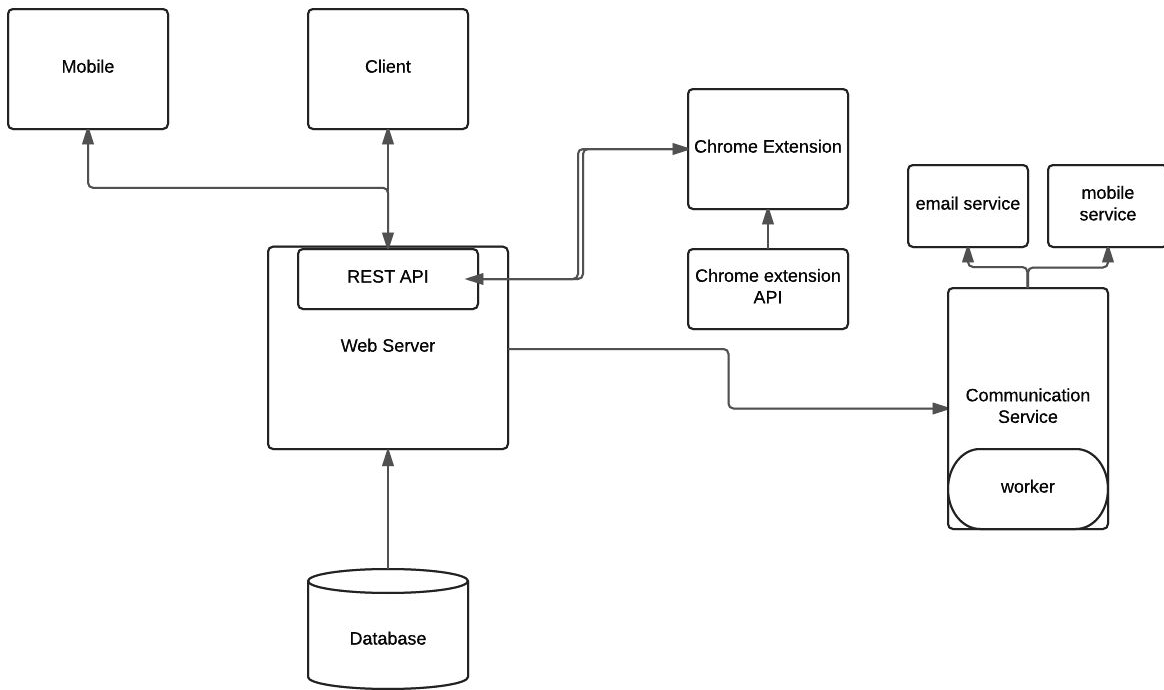 Mobile
Client
Chrome Extension
email service
mobile
service
REST API
Chrome extension
API
Web Server
Communication
Service
worker
Database